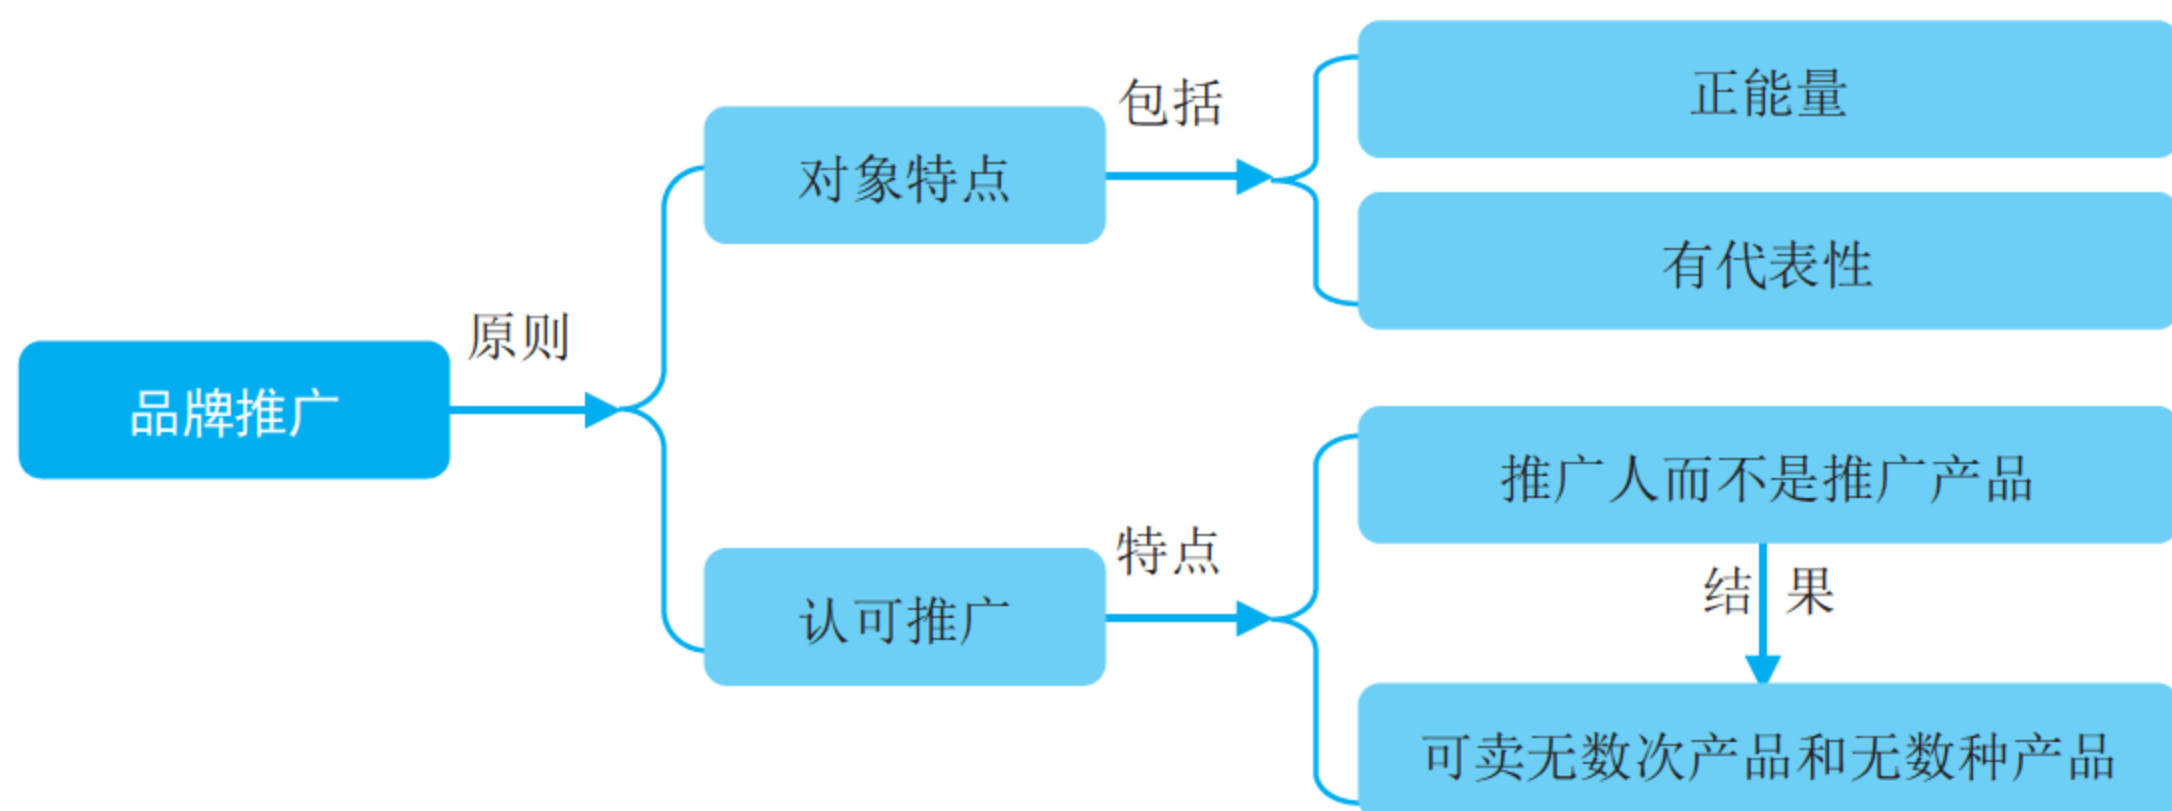 正能量
包括
对象特点
有代表性
原则
品牌推广
推广人而不是推广产品
特点
结 果
认可推广
可卖无数次产品和无数种产品